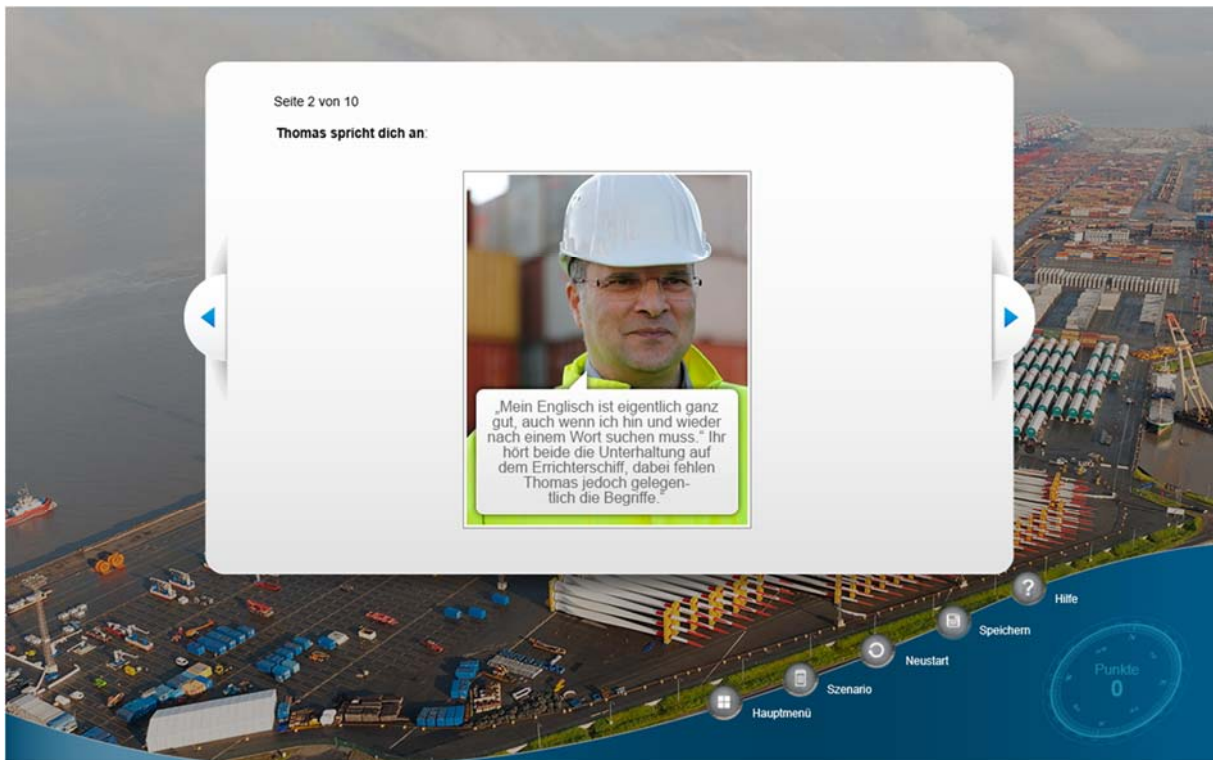 Seite 2 von 10
Thomas spricht dich an:
„Mein Englisch ist eigentlich ganz
gut, auch wenn ich hin und wieder
nach einem Wort suchen muss.“ Ihr
hört beide die Unterhaltung auf
dem Errichterschiff, dabei fehlen
Thomas jedoch gelegen-
tlich die Begriffe.“
Hilfe
Speichern
Neustart
Szenario
Hauptmenü
Punkte
0